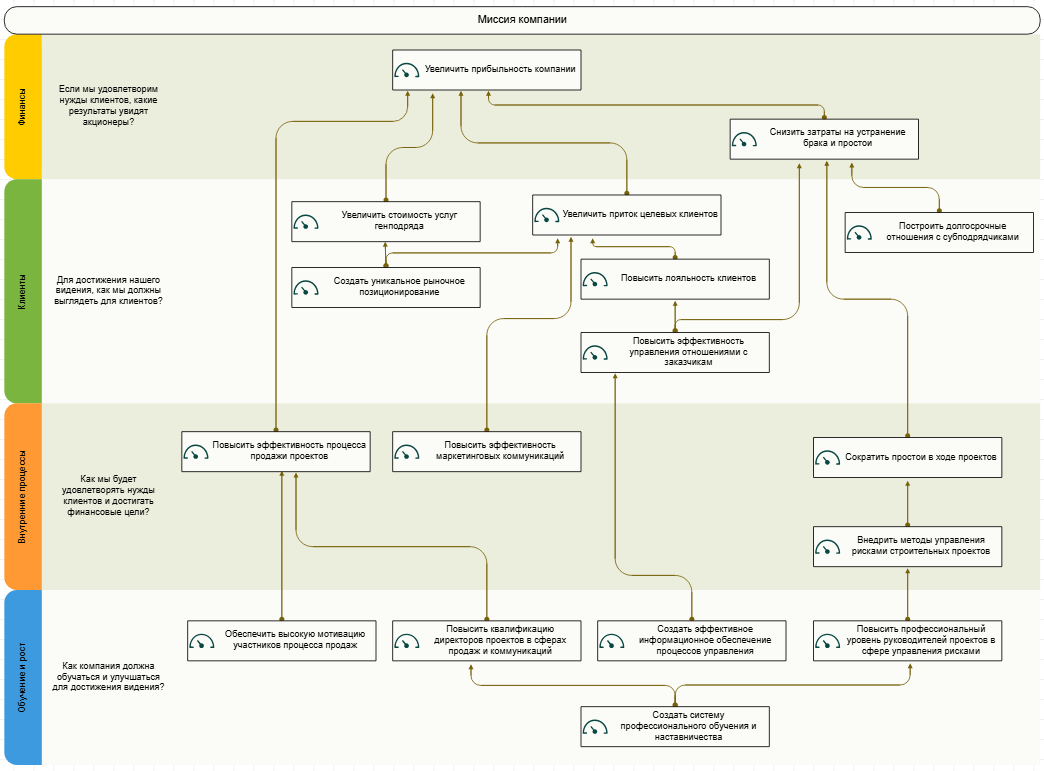 Миссия компании
Финансы
Если мы удовлетворим
нужды клиентов, какие
результаты увидят
акционеры?
Увеличить прибыльность компании
Снизить затраты на устранение
брака и простои
Клиенты
Для достижения нашего
видения, как мы должны
выглядеть для клиентов?
Увеличить стоимость услуг
генподряда
Увеличить приток целевых клиентов
Построить долгосрочные
отношения с субподрядчиками
Создать уникальное рыночное
позиционирование
Повысить лояльность клиентов
Повысить эффективность
управления отношениями с
заказчикам
Внутренние процессы
Как мы будет
удовлетворять нужды
клиентов и достигать
финансовые цели?
Повысить эффективность процесса
продажи проектов
Повысить эффективность
маркетинговых коммуникаций
Сократить простои в ходе проектов
Внедрить методы управления
рисками строительных проектов
Обучение и рост
Как компания должна
обучаться и улучшаться
для достижения видения?
Обеспечить высокую мотивацию
участников процесса продаж
Повысить квалификацию
директоров проектов в сферах
продаж и коммуникаций
Создать эффективное
информационное обеспечение
процессов управления
Повысить профессиональный
уровень руководителей проектов в
сфере управления рисками
Создать систему
профессионального обучения и
наставничества